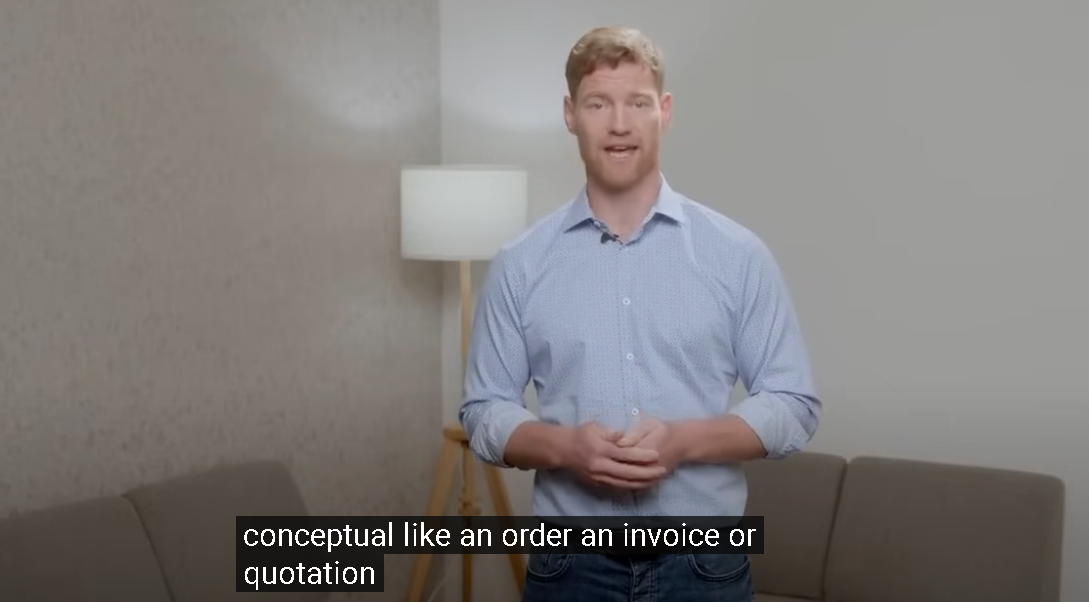 conceptual like an order an invoice or
quotation